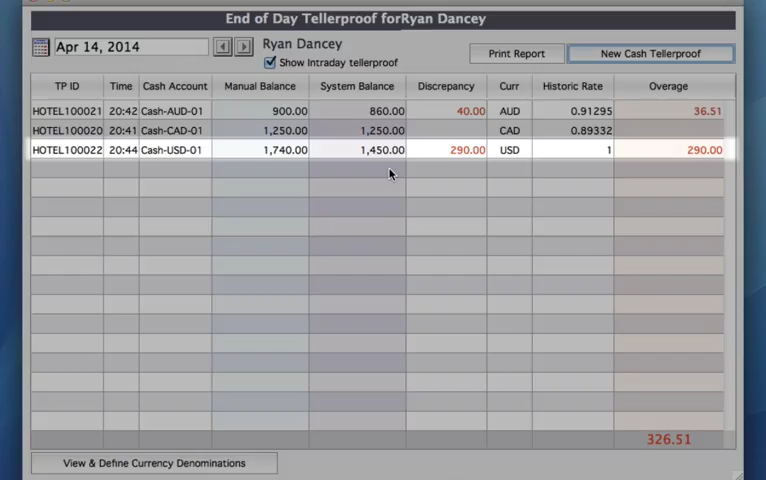 End of Day Tellerproof forRyan Dancey
Apr 14, 2014
Ryan Dancey
Show Intraday tellerproof
Print Report
New Cash Tellerproof
TP ID Time Cash Account Manual Balance System Balance Discrepancy Curr Historic Rate Overage
HOTEL100021 20:42 Cash-AUD-01 900.00 860.00 40.00 AUD 0.91295 36.51
HOTEL100020 20:41 Cash-CAD-01 1,250.00 1,250.00 CAD 0.89332
HOTEL100022 20:44 Cash-USD-01 1,740.00 1,450.00 290.00 USD 1 290.00
326.51
View & Define Currency Denominations